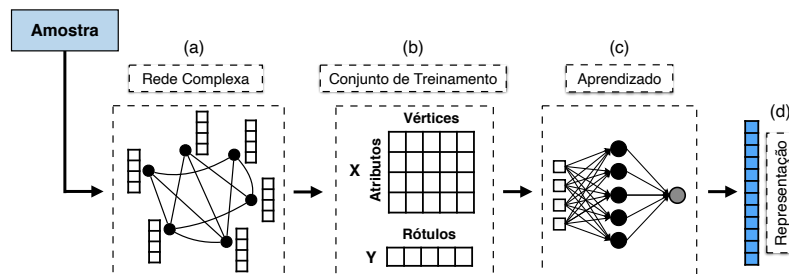 Amostra
(a)
Rede Complexa
(b)
Conjunto de Treinamento
Vértices
X
Atributos
Rótulos
Y
(c)
Aprendizado
(d)
Representação